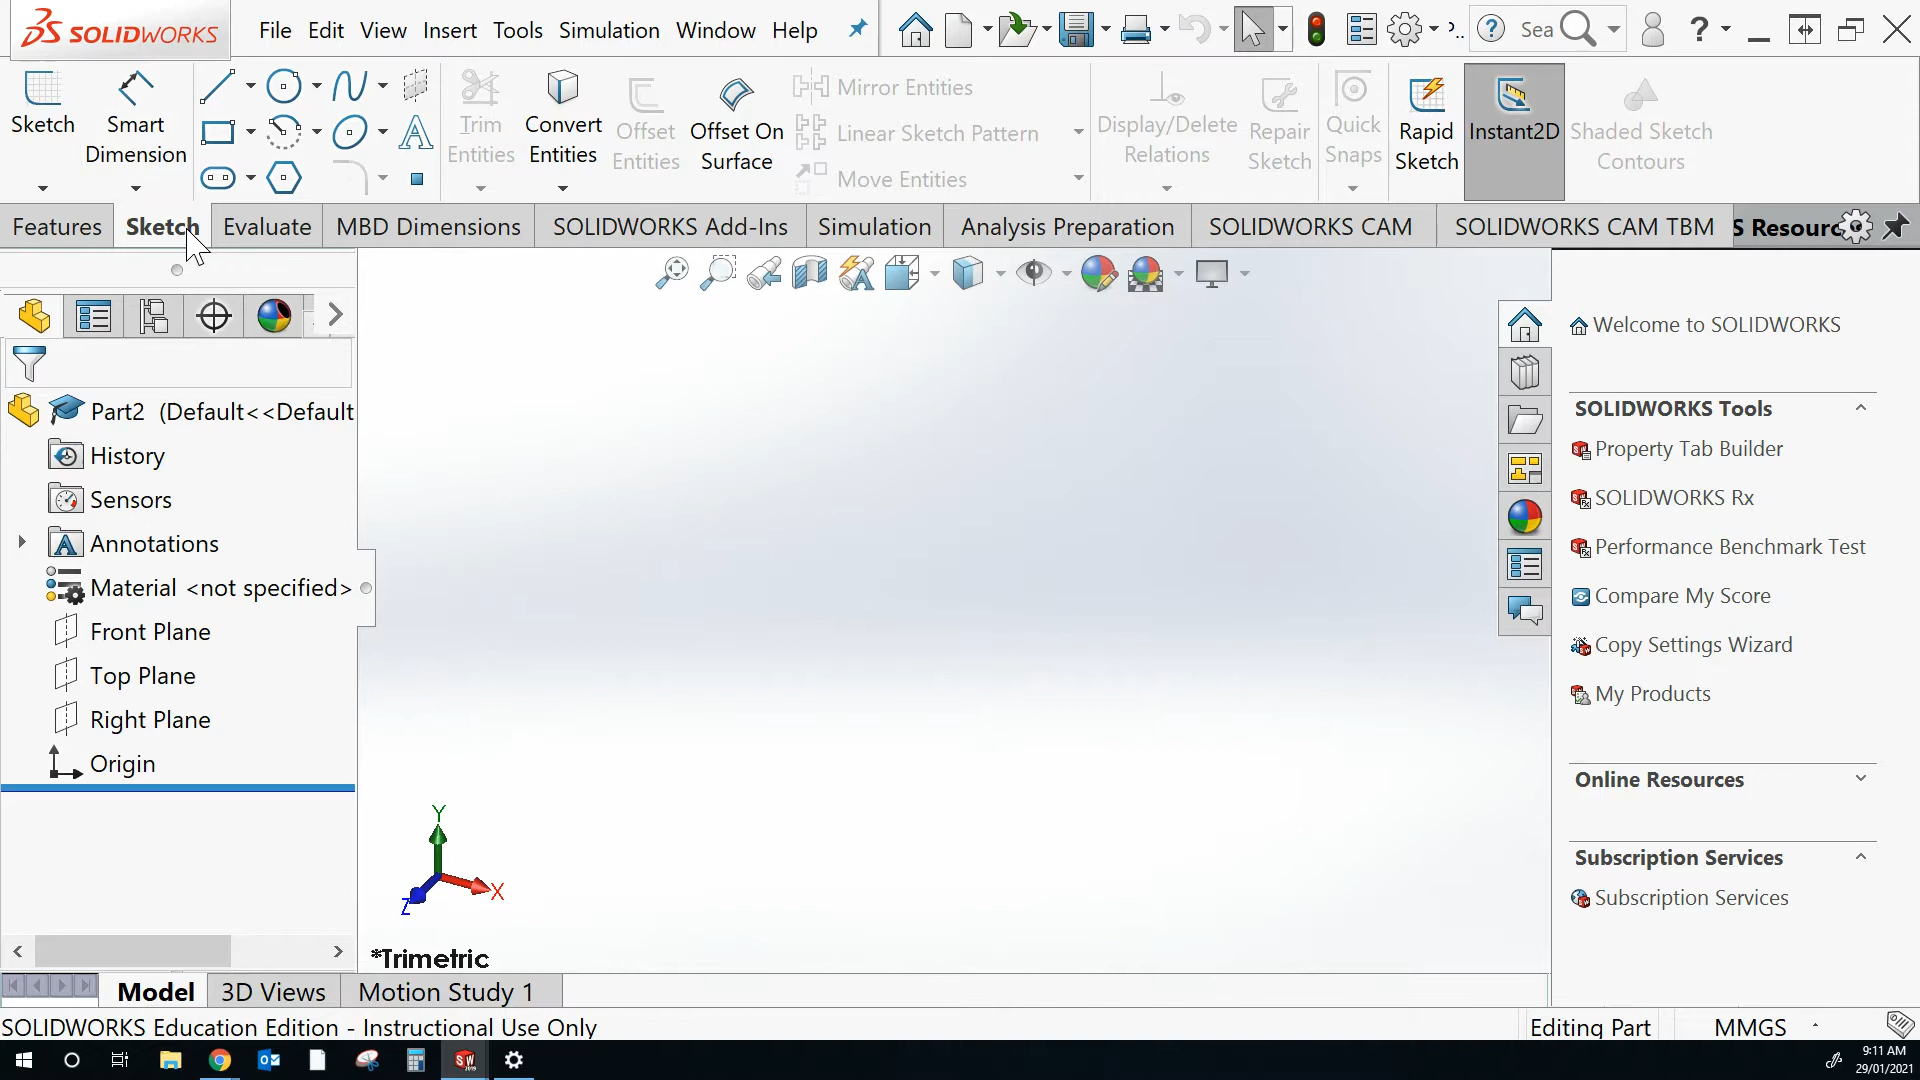 SOLIDWORKS
File Edit View Insert Tools Simulation Window Help
Sea
Sketch
Smart Dimension
Trim Entities
Convert Entities
Offset Entities
Offset On Surface
Mirror Entities
Linear Sketch Pattern
Move Entities
Display/Delete Relations
Repair Sketch
Quick Snaps
Rapid Sketch
Instant2D
Shaded Sketch Contours
Features Sketch Evaluate MBD Dimensions SOLIDWORKS Add-Ins Simulation Analysis Preparation SOLIDWORKS CAM SOLIDWORKS CAM TBM S Resourc
Part2 (Default<<Default
History
Sensors
Annotations
Material <not specified>
Front Plane
Top Plane
Right Plane
Origin
Y
X
Z
*Trimetric
Welcome to SOLIDWORKS
SOLIDWORKS Tools
Property Tab Builder
SOLIDWORKS Rx
Performance Benchmark Test
Compare My Score
Copy Settings Wizard
My Products
Online Resources
Subscription Services
Subscription Services
Model 3D Views Motion Study 1
SOLIDWORKS Education Edition - Instructional Use Only
Editing Part MMGS
9:11 AM
29/01/2021